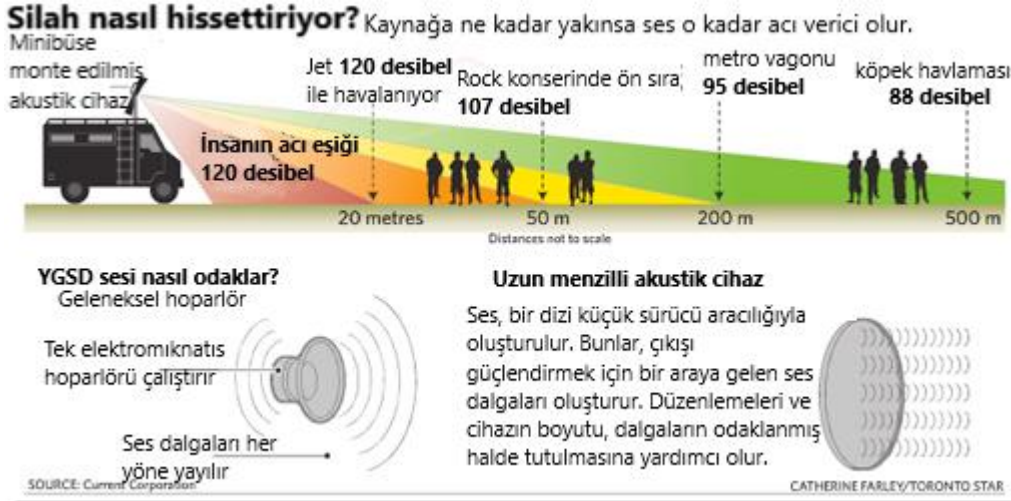 Silah nasıl hissettiriyor? Kaynağa ne kadar yakınsa ses o kadar acı verici olur.
Minibüse
monte edilmiş
akustik cihaz
Jet 120 desibel
ile havalanıyor
Rock konserinde ön sıra,
107 desibel
metro vagonu
95 desibel
köpek havlaması
88 desibel
İnsanın acı eşiği
120 desibel
20 metres
50 m
200 m
500 m
Distances not to scale
YGSD sesi nasıl odaklar?
Geleneksel hoparlör
Tek elektromıknatıs
hoparlörü çalıştırır
Ses dalgaları her
yöne yayılır
Uzun menzilli akustik cihaz
Ses, bir dizi küçük sürücü aracılığıyla
oluşturulur. Bunlar, çıkışı
güçlendirmek için bir araya gelen ses
dalgaları oluşturur. Düzenlemeleri ve
cihazın boyutu, dalgaların odaklanmış
halde tutulmasına yardımcı olur.
SOURCE: Current Corporation
CATHERINE FARLEY/TORONTO STAR